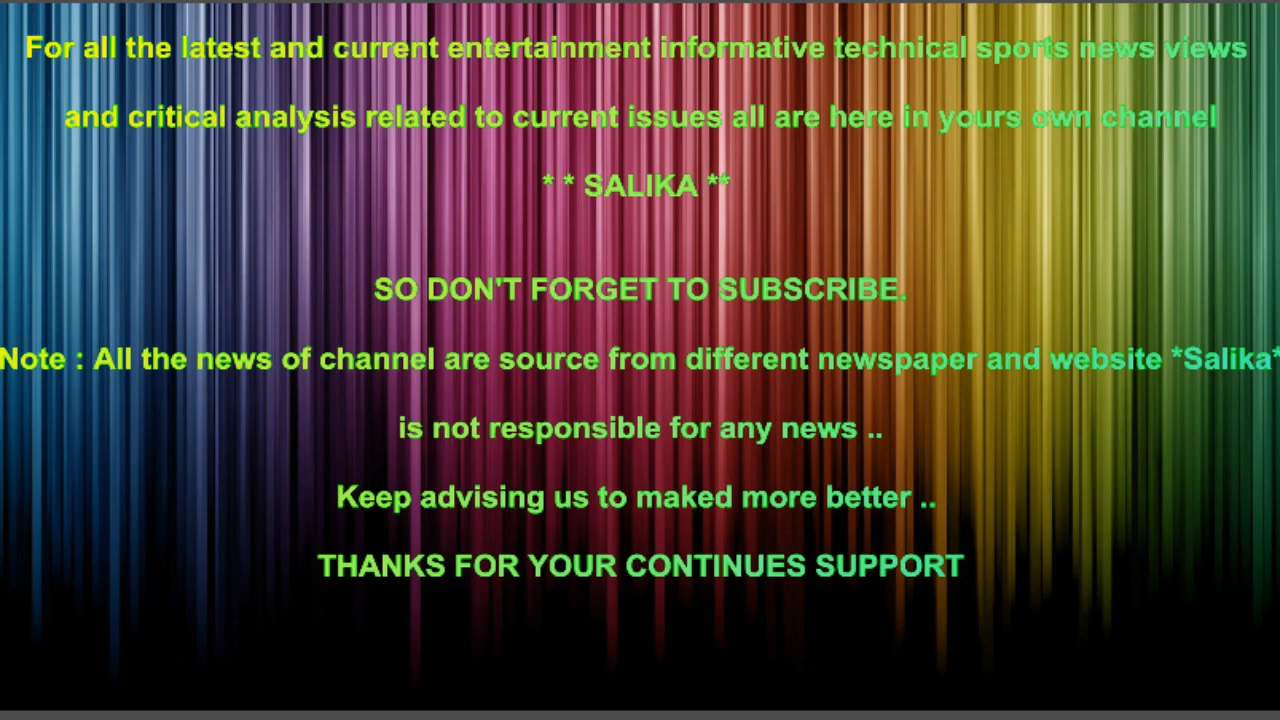 For all the latest and current entertainment informative technical sports news views
and critical analysis related to current issues all are here in yours own channel
* * SALIKA **
SO DON'T FORGET TO SUBSCRIBE.
Note : All the news of channel are source from different newspaper and website *Salika*
is not responsible for any news ..
Keep advising us to maked more better ..
THANKS FOR YOUR CONTINUES SUPPORT